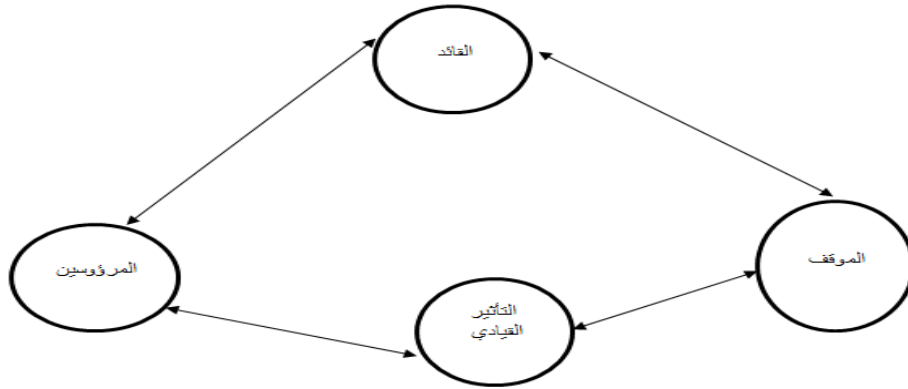 القائد
الموقف
المرؤوسين
التأثير
القيادي